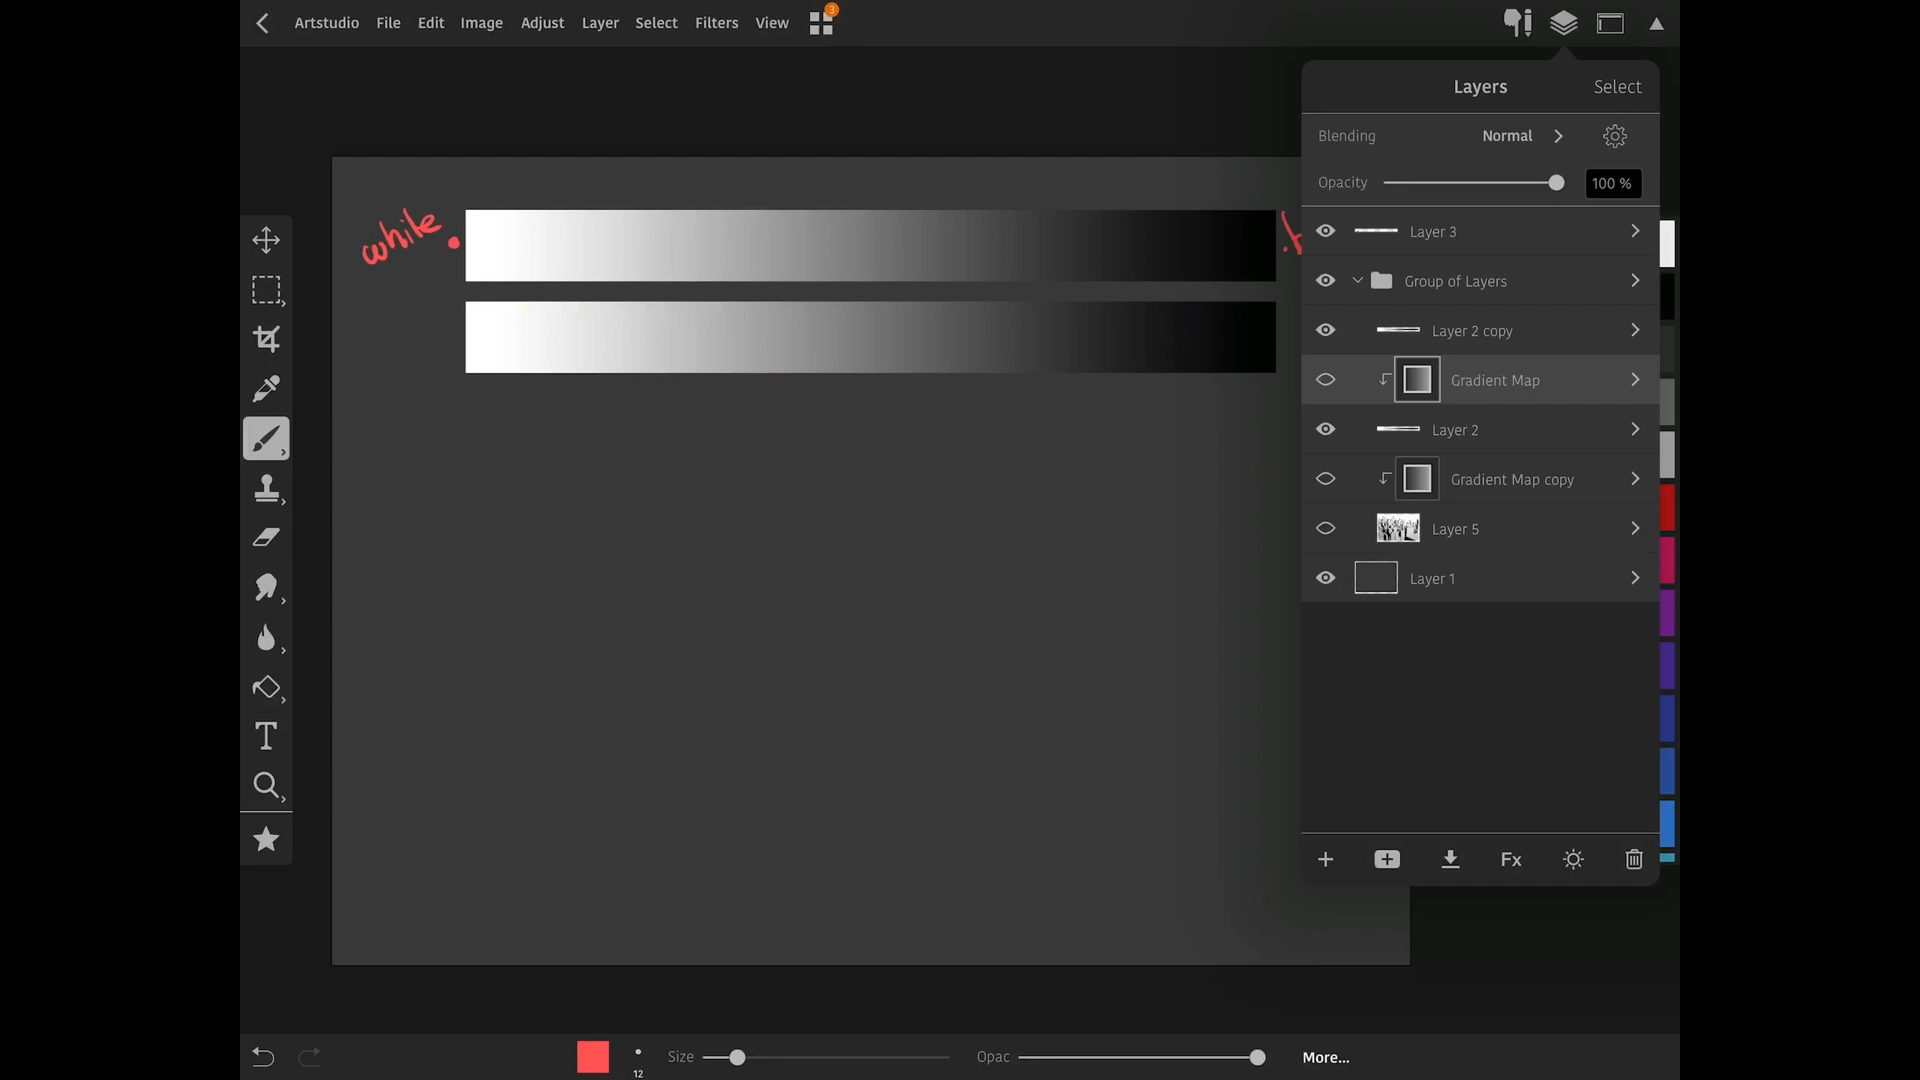 Artstudio File Edit Image Adjust Layer Select Filters View 3
Layers Select
Blending Normal
Opacity 100 %
white
Layer 3
Group of Layers
Layer 2 copy
Gradient Map
Layer 2
Gradient Map copy
Layer 5
Layer 1
T
+ Fx
12 Size Opac More...